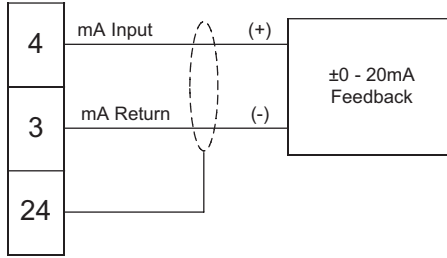 4
mA Input
(+)
±0 - 20mA
Feedback
3
mA Return
(-)
24